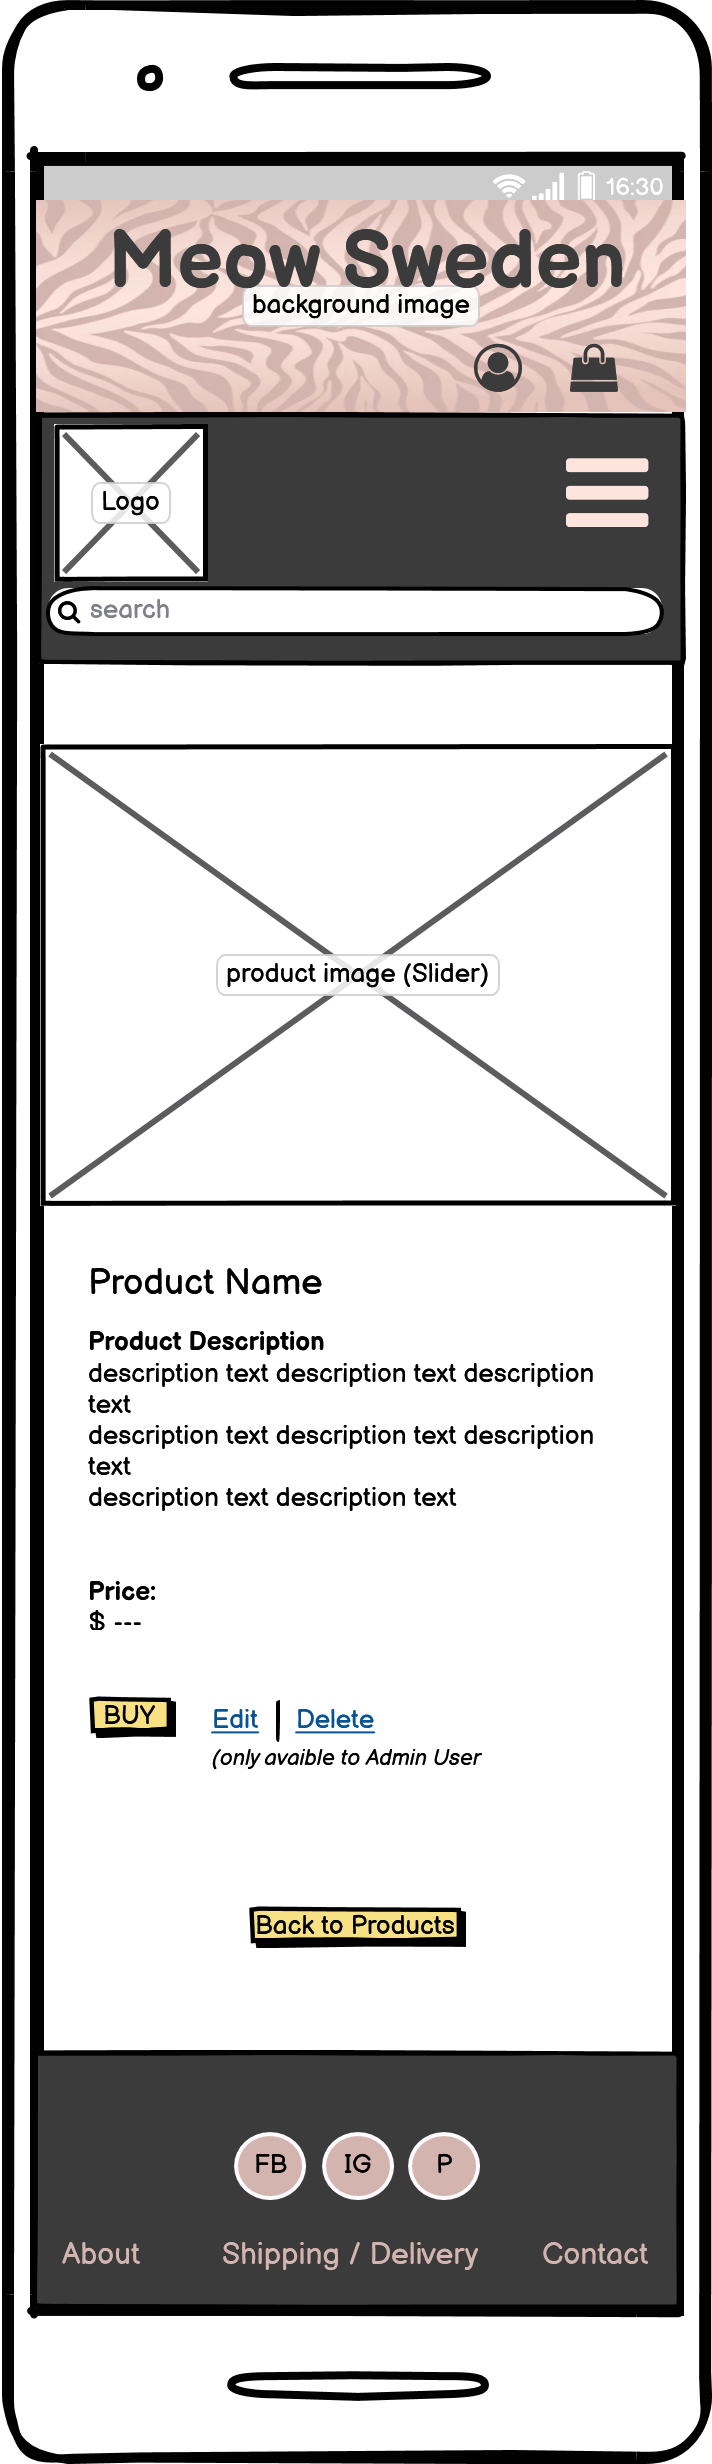 16:30
Meow Sweden
background image
Logo
search
product image (Slider)
Product Name
Product Description
description text description text description
text
description text description text description
text
description text description text
Price:
$ ---
BUY Edit | Delete
(only avaible to Admin User
Back to Products
FB IG P
About Shipping / Delivery Contact